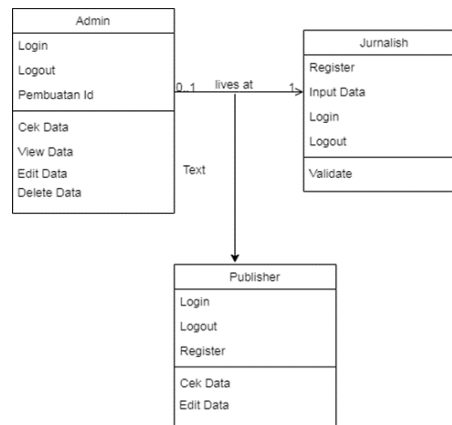 Admin
Login
Logout
Pembuatan Id
Cek Data
View Data
Edit Data
Delete Data
0..1
lives at
1
Jurnalish
Register
Input Data
Login
Logout
Validate
Text
Publisher
Login
Logout
Register
Cek Data
Edit Data